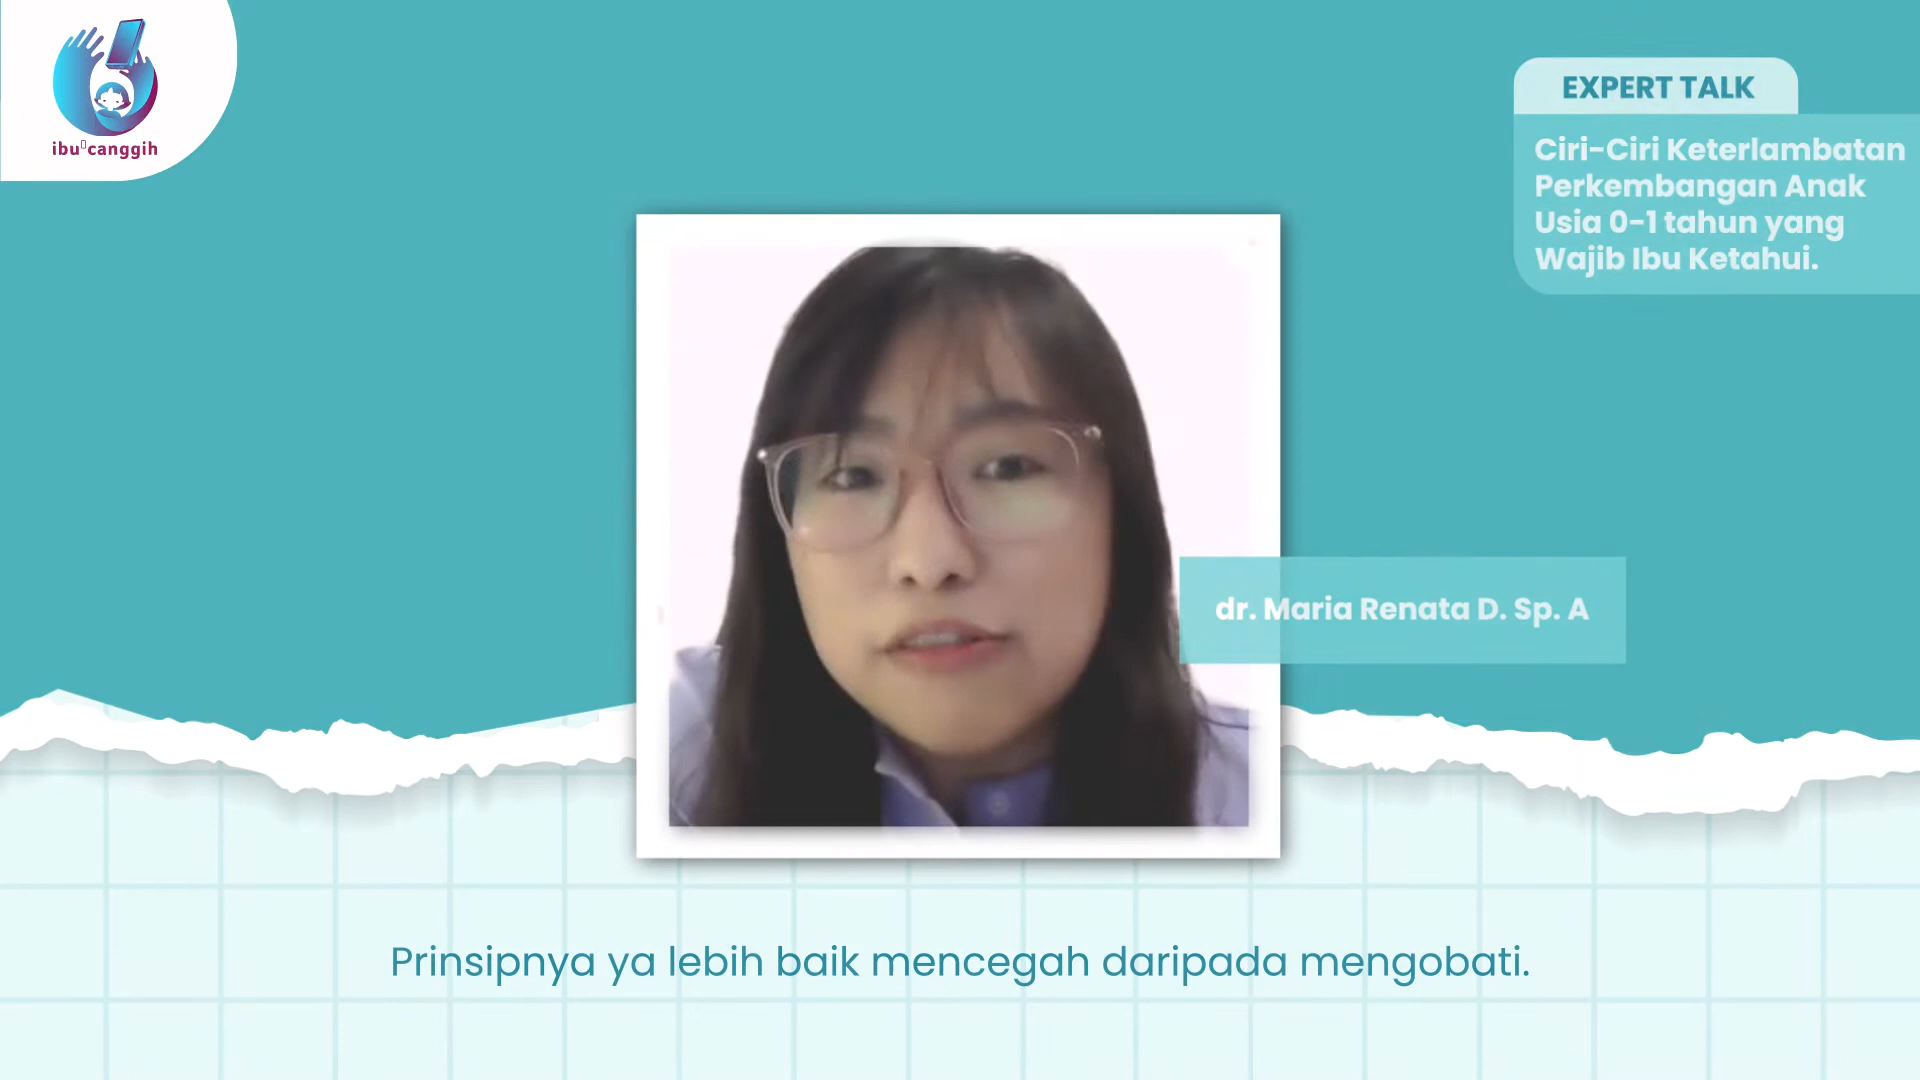 ibu canggih
EXPERT TALK
Ciri-Ciri Keterlambatan
Perkembangan Anak
Usia 0-1 tahun yang
Wajib Ibu Ketahui.
dr. Maria Renata D. Sp. A
Prinsipnya ya lebih baik mencegah daripada mengobati.